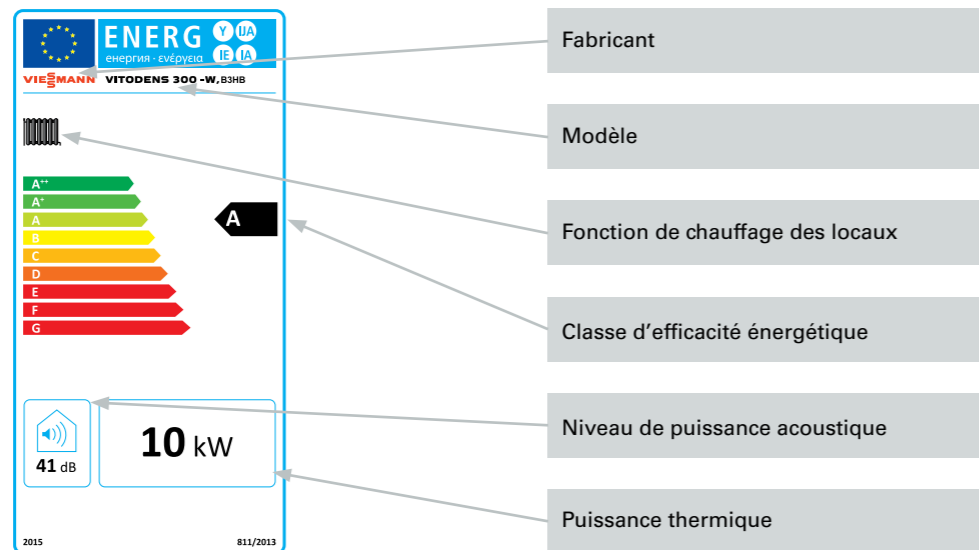 ENERG Y IJA
енергия · ενέργεια IE IA
VIESSMANN VITODENS 300 -W, B3HB
A++
A+
A
B
C
D
E
F
G
A
41 dB
10 kW
2015 811/2013
Fabricant
Modèle
Fonction de chauffage des locaux
Classe d’efficacité énergétique
Niveau de puissance acoustique
Puissance thermique